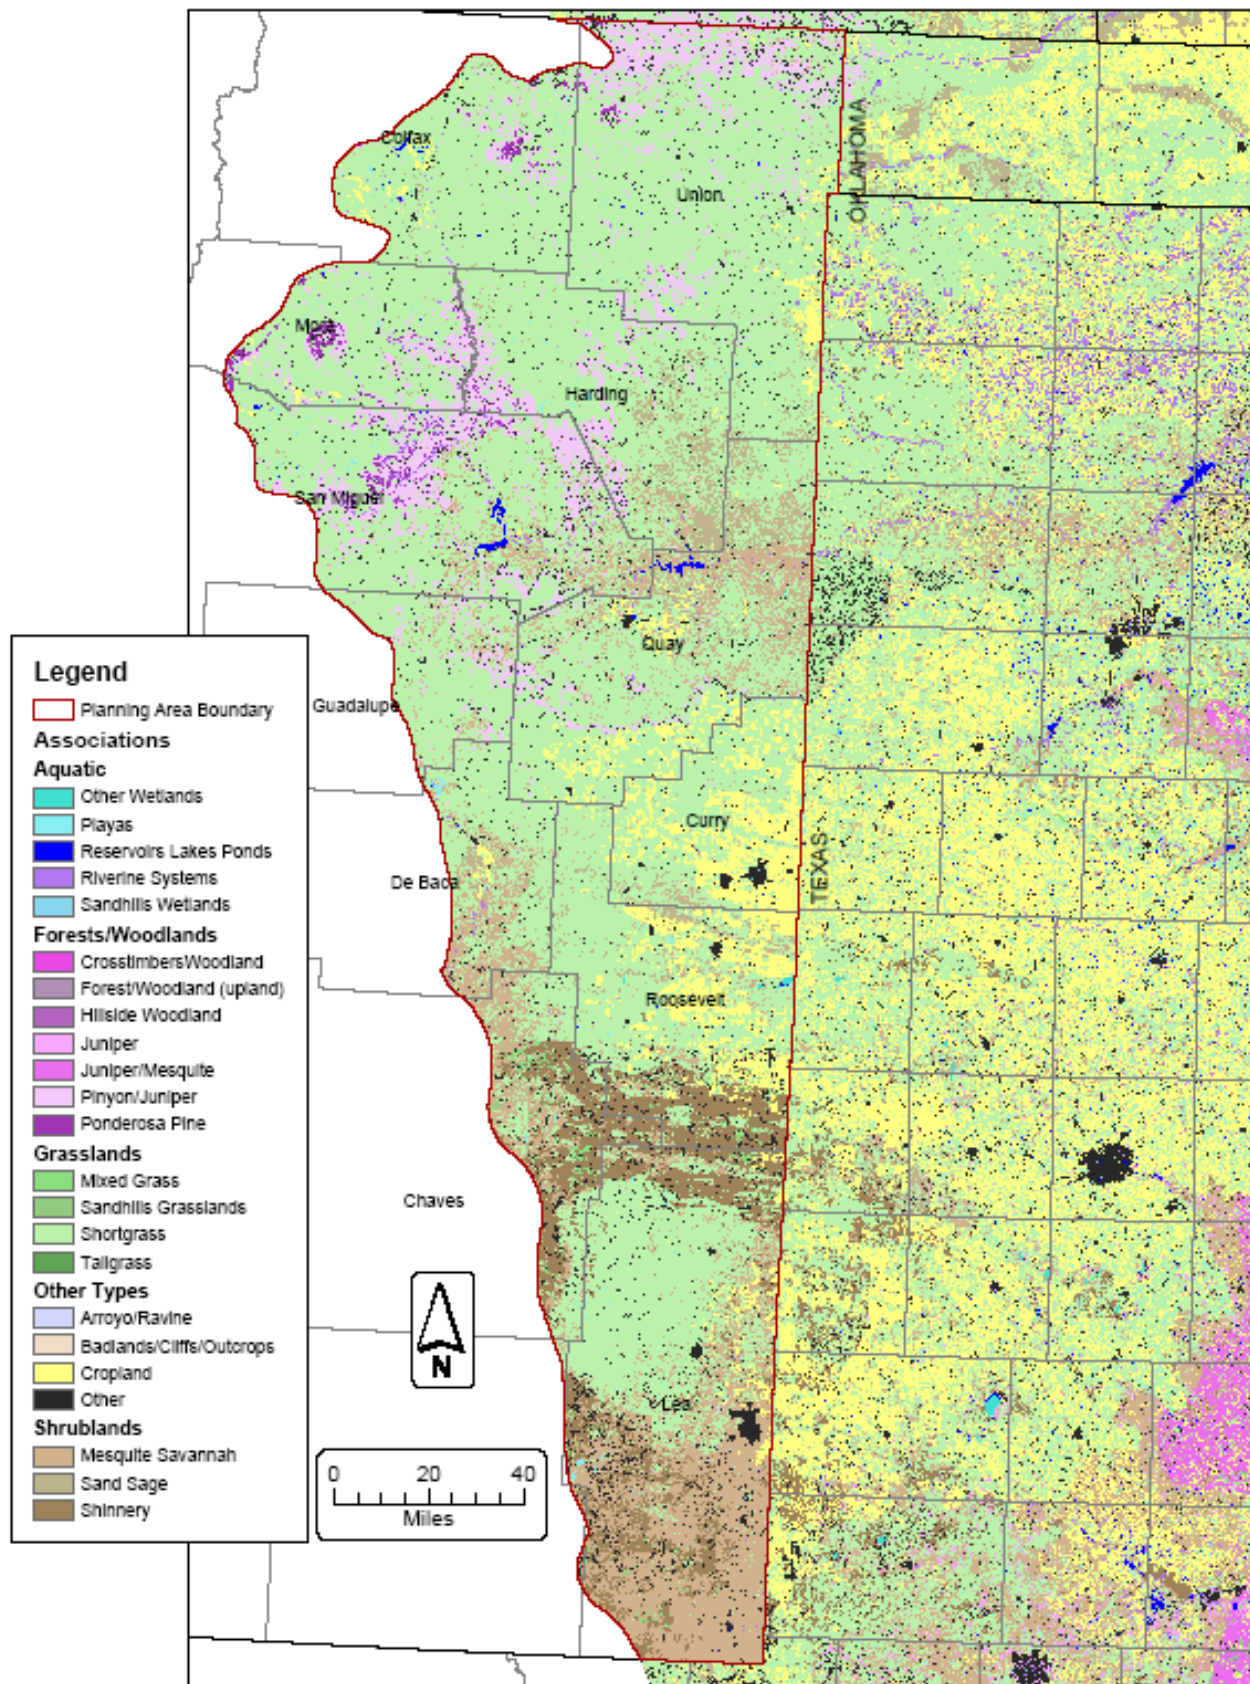 Colfax
Union
OKLAHOMA
Mora
Harding
San Miguel
Quay
Guadalupe
Curry
TEXAS
De Baca
Roosevelt
Chaves
Lea
Legend
Planning Area Boundary
Associations
Aquatic
Other Wetlands
Playas
Reservoirs Lakes Ponds
Riverine Systems
Sandhills Wetlands
Forests/Woodlands
CrosstimbersWoodland
Forest/Woodland (upland)
Hillside Woodland
Juniper
Juniper/Mesquite
Pinyon/Juniper
Ponderosa Pine
Grasslands
Mixed Grass
Sandhills Grasslands
Shortgrass
Tallgrass
Other Types
Arroyo/Ravine
Badlands/Cliffs/Outcrops
Cropland
Other
Shrublands
Mesquite Savannah
Sand Sage
Shinnery
N
0 20 40
Miles